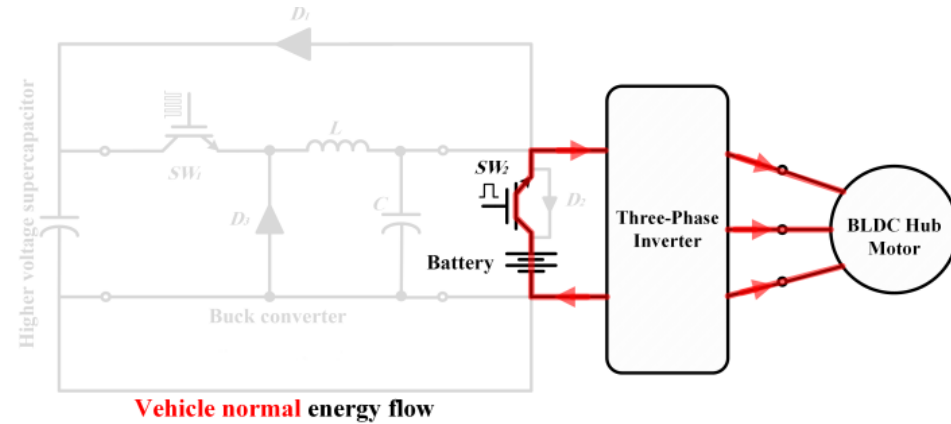 D₁
Higher voltage supercapacitor
SW₁
L
D₃
C
Buck converter
SW₂
D₂
Battery
Three-Phase
Inverter
BLDC Hub
Motor
Vehicle normal energy flow